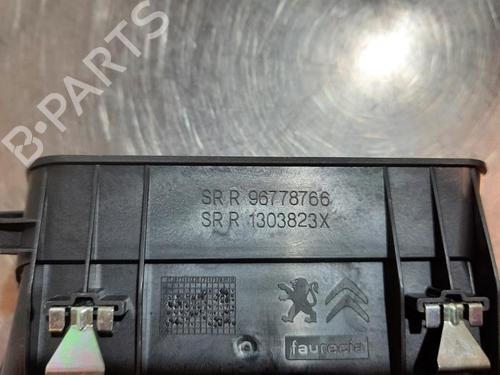 B-PARTS
SR R 96778766
SR R 1303823X
faurecia